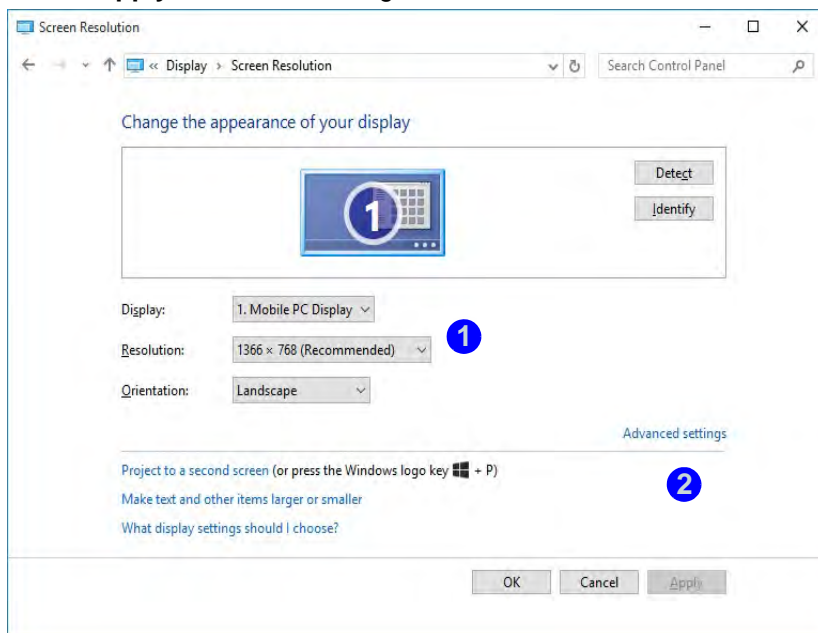 Screen Resolution
« Display › Screen Resolution
Search Control Panel
Change the appearance of your display
1
Detect
Identify
Display: 1. Mobile PC Display
Resolution: 1366 × 768 (Recommended)
1
Orientation: Landscape
Advanced settings
Project to a second screen (or press the Windows logo key + P)
2
Make text and other items larger or smaller
What display settings should I choose?
OK Cancel Apply